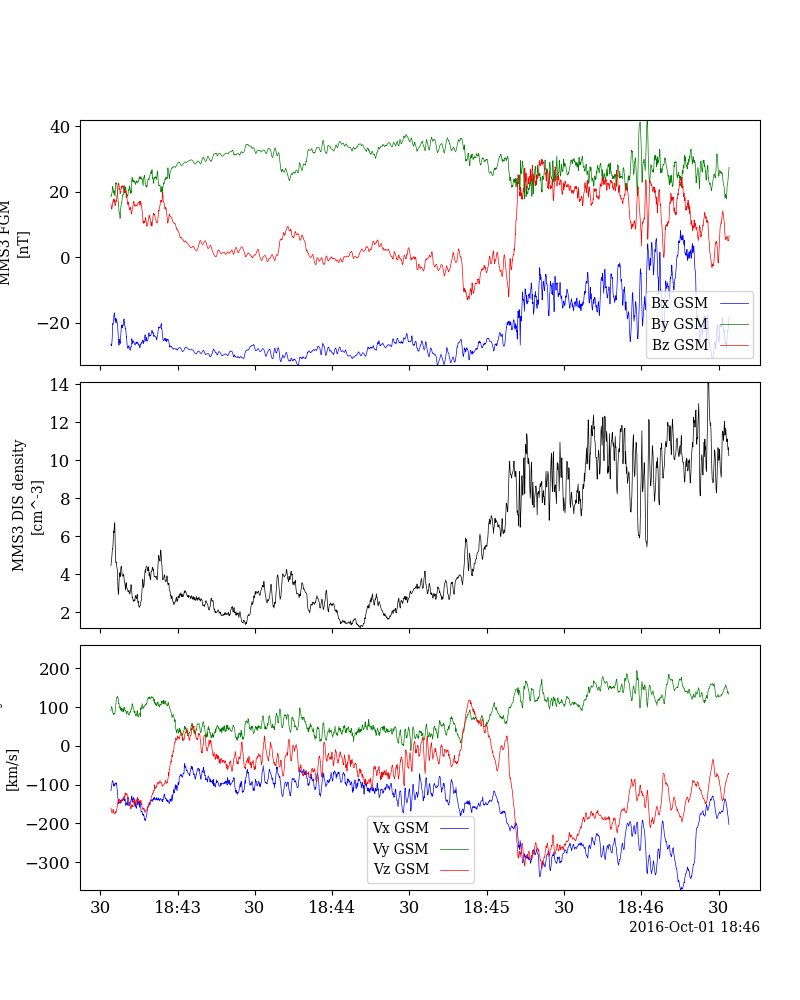 40
20
0
−20
MMS3 FGM
[nT]
Bx GSM
By GSM
Bz GSM
14
12
10
8
6
4
2
MMS3 DIS density
[cm^-3]
200
100
0
−100
−200
−300
[km/s]
Vx GSM
Vy GSM
Vz GSM
30 18:43 30 18:44 30 18:45 30 18:46 30
2016-Oct-01 18:46